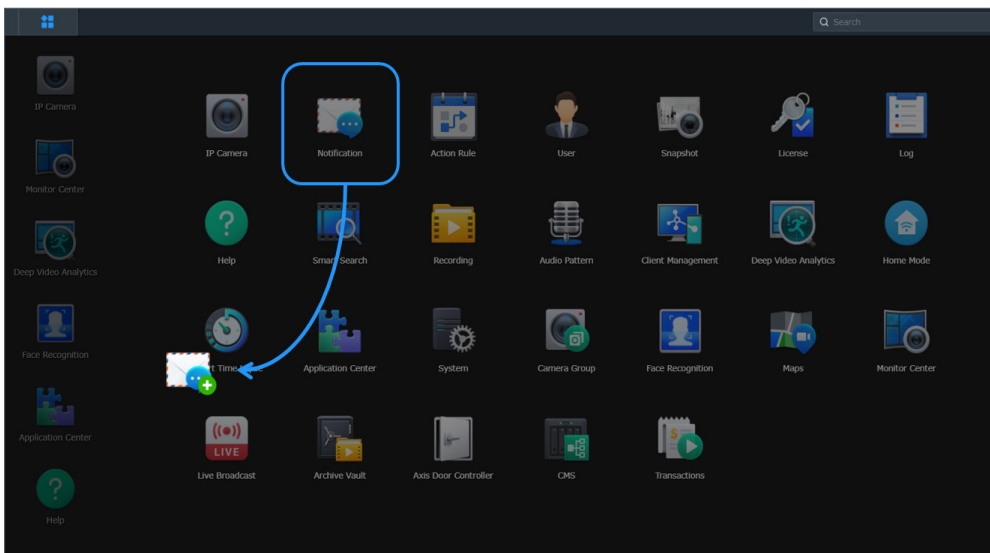 Search
IP Camera
Monitor Center
Deep Video Analytics
Face Recognition
Application Center
Help
IP Camera
Notification
Action Rule
User
Snapshot
License
Log
Help
Smart Search
Recording
Audio Pattern
Client Management
Deep Video Analytics
Home Mode
rt Time
Application Center
System
Camera Group
Face Recognition
Maps
Monitor Center
LIVE
Live Broadcast
Archive Vault
Axis Door Controller
CMS
Transactions